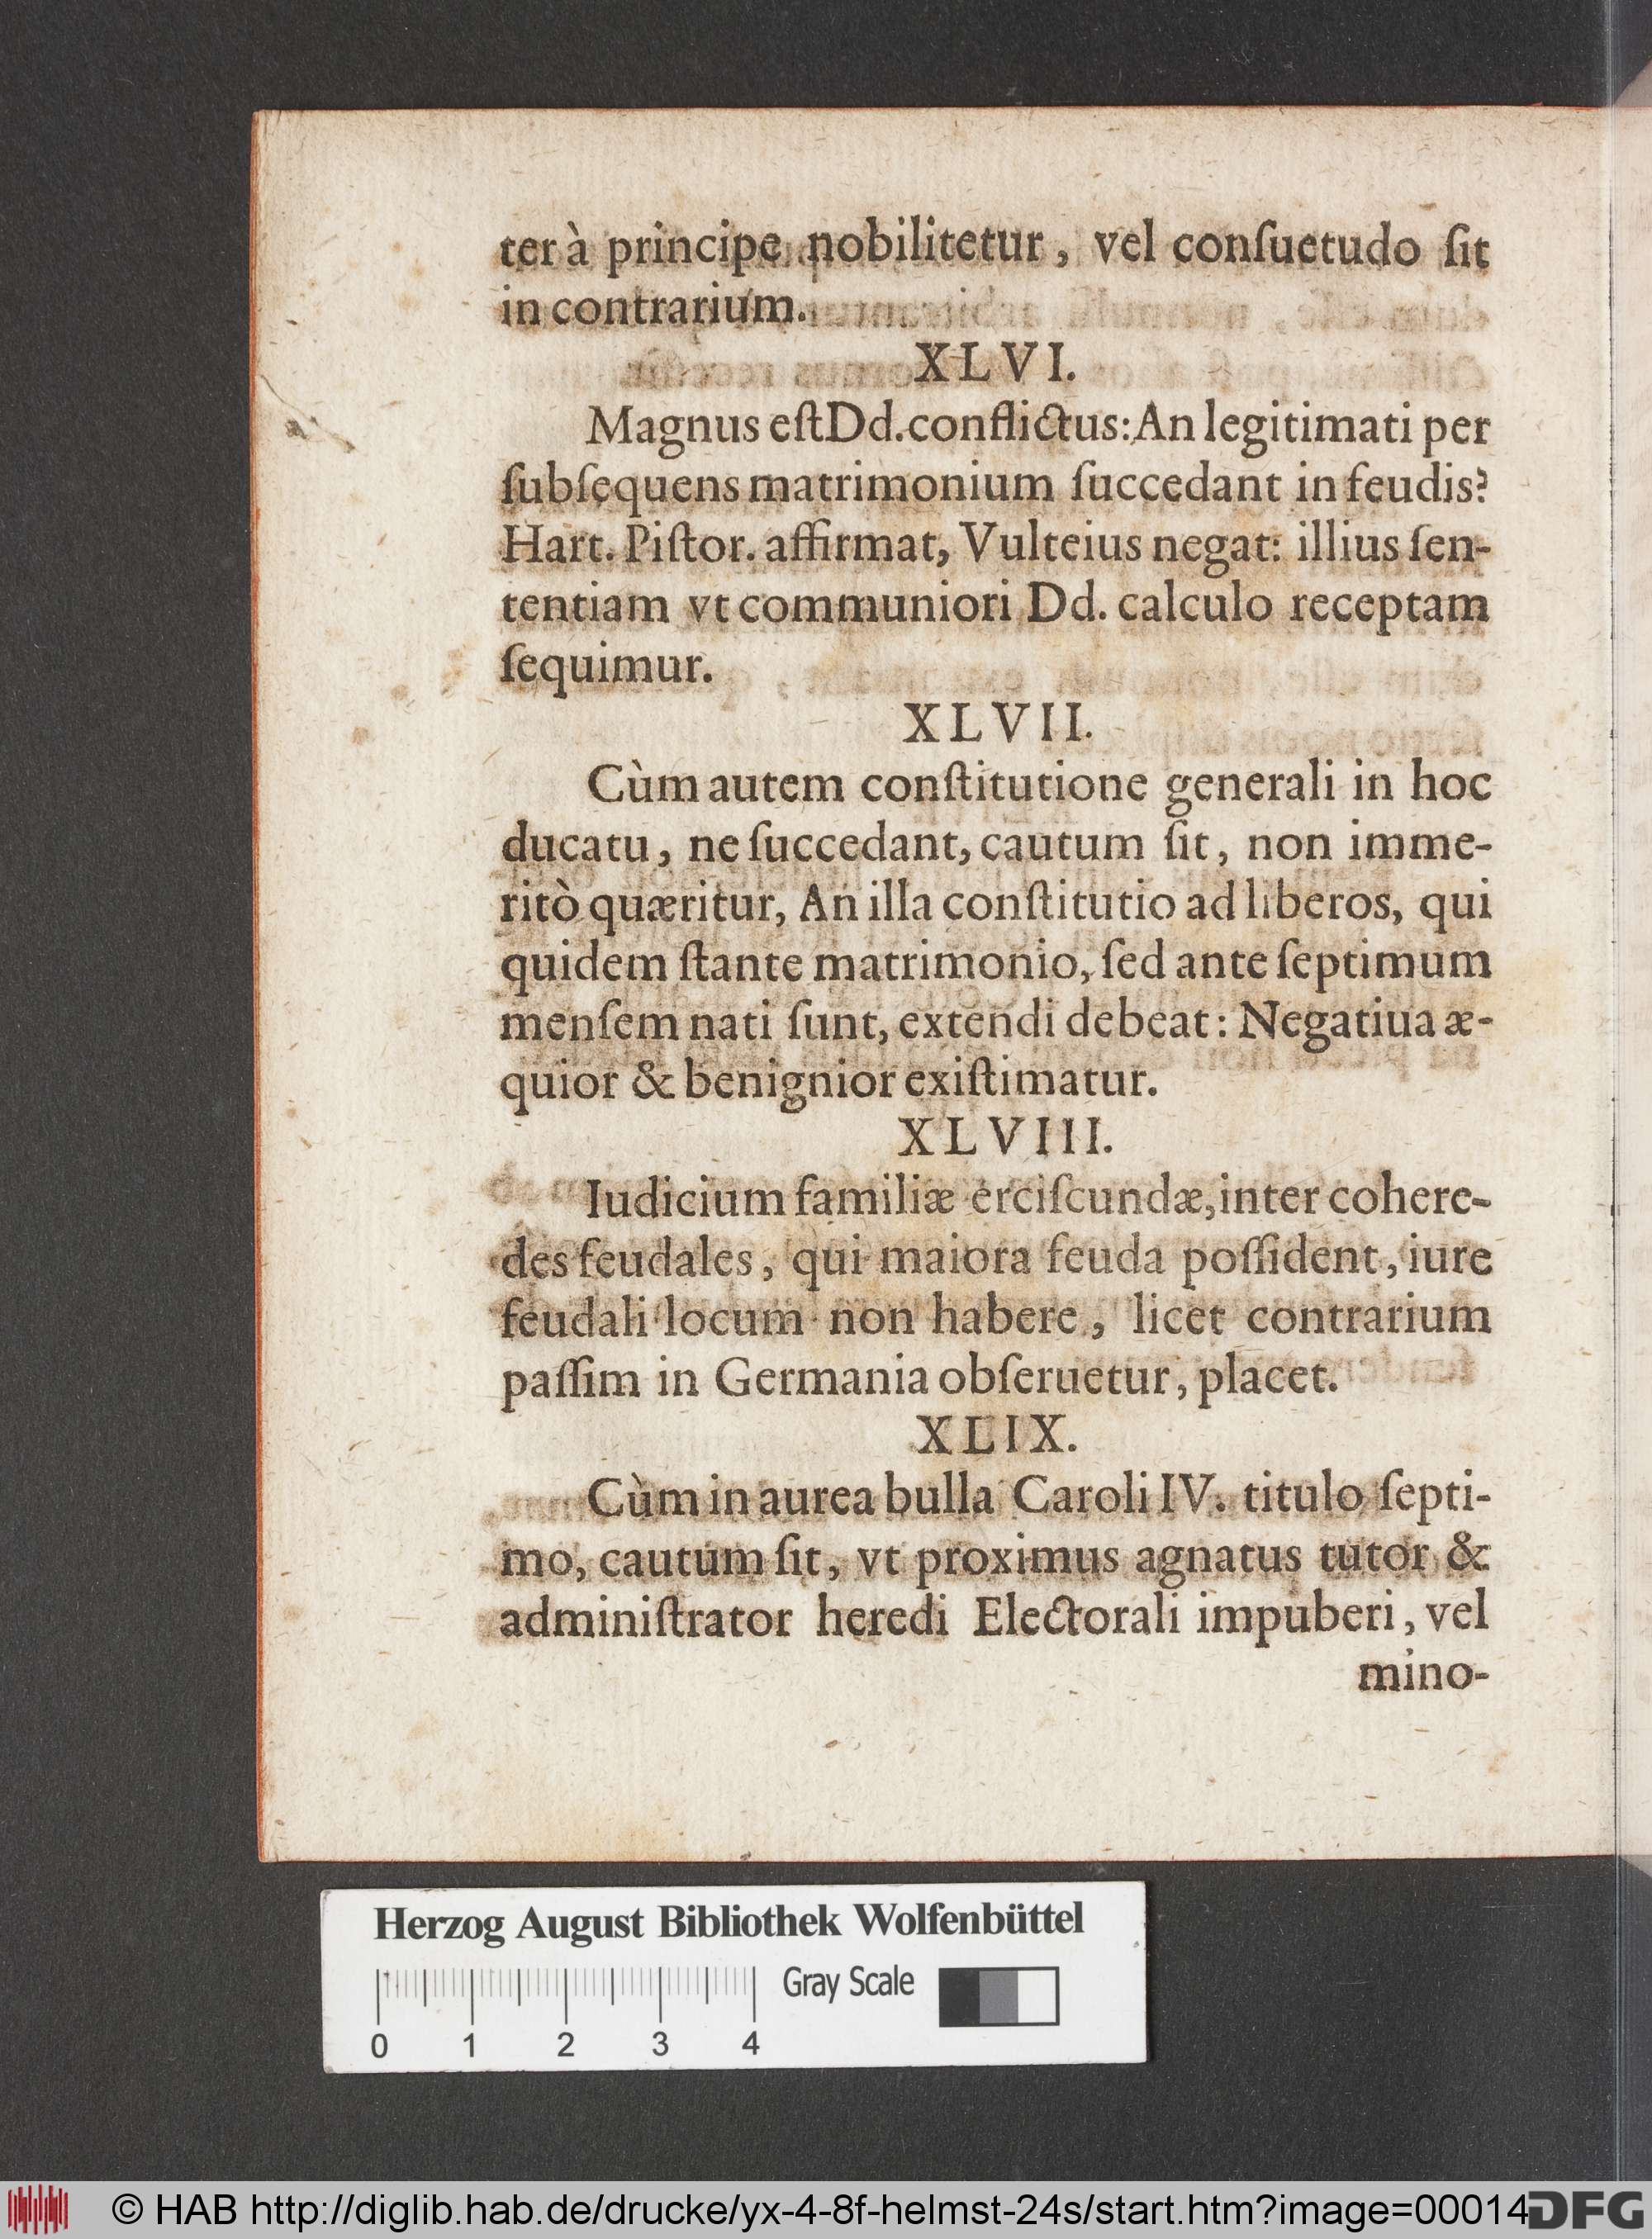 ter à principe nobilitetur, vel conſuetudo ſit
in contrarium.
XLVI.
Magnus eſt Dd. conflictus: An legitimati per
ſubſequens matrimonium ſuccedant in feudis?
Hart. Piſtor. affirmat, Vulteius negat: illius ſen-
tentiam vt communiori Dd. calculo receptam
ſequimur.
XLVII.
Cùm autem conſtitutione generali in hoc
ducatu, ne ſuccedant, cautum ſit, non imme-
ritò quæritur, An illa conſtitutio ad liberos, qui
quidem ſtante matrimonio, ſed ante ſeptimum
menſem nati ſunt, extendi debeat: Negatiua æ-
quior & benignior exiſtimatur.
XLVIII.
Iudicium familiæ erciſcundæ, inter cohere-
des feudales, qui maiora feuda poſſident, iure
feudali locum non habere, licet contrarium
paſſim in Germania obſeruetur, placet.
XLIX.
Cùm in aurea bulla Caroli IV. titulo ſepti-
mo, cautum ſit, vt proximus agnatus tutor &
adminiſtrator heredi Electorali impuberi, vel
mino-
Herzog August Bibliothek Wolfenbüttel
Gray Scale
0 1 2 3 4
© HAB http://diglib.hab.de/drucke/yx-4-8f-helmst-24s/start.htm?image=00014
DFG